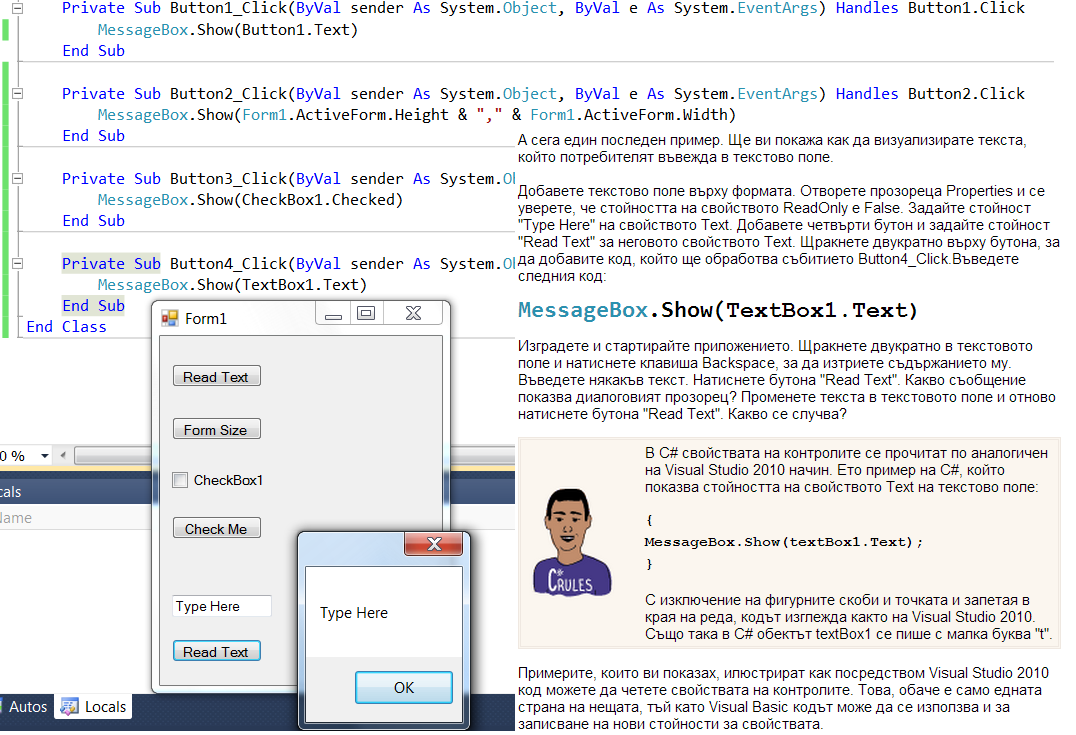 Private Sub Button1_Click(ByVal sender As System.Object, ByVal e As System.EventArgs) Handles Button1.Click
MessageBox.Show(Button1.Text)
End Sub
Private Sub Button2_Click(ByVal sender As System.Object, ByVal e As System.EventArgs) Handles Button2.Click
MessageBox.Show(Form1.ActiveForm.Height & "," & Form1.ActiveForm.Width)
End Sub
Private Sub Button3_Click(ByVal sender As System.
MessageBox.Show(CheckBox1.Checked)
End Sub
Private Sub Button4_Click(ByVal sender As System.
MessageBox.Show(TextBox1.Text)
End Sub
End Class
Form1
Read Text
Form Size
CheckBox1
Check Me
Type Here
Read Text
Type Here
OK
0 %
cals
Name
Autos
Locals
А сега един последен пример. Ще ви покажа как да визуализирате текста,
който потребителят въвежда в текстово поле.
Добавете текстово поле върху формата. Отворете прозореца Properties и се
уверете, че стойността на свойството ReadOnly е False. Задайте стойност
"Type Here" на свойството Text. Добавете четвърти бутон и задайте стойност
"Read Text" за неговото свойството Text. Щракнете двукратно върху бутона, за
да добавите код, който ще обработва събитието Button4_Click.Въведете
следния код:
MessageBox.Show(TextBox1.Text)
Изградете и стартирайте приложението. Щракнете двукратно в текстовото
поле и натиснете клавиша Backspace, за да изтриете съдържанието му.
Въведете някакъв текст. Натиснете бутона "Read Text". Какво съобщение
показва диалоговият прозорец? Променете текста в текстовото поле и отново
натиснете бутона "Read Text". Какво се случва?
C# RULES
В C# свойствата на контролите се прочитат по аналогичен
на Visual Studio 2010 начин. Ето пример на C#, който
показва стойността на свойството Text на текстово поле:
{
MessageBox.Show(textBox1.Text);
}
С изключение на фигурните скоби и точката и запетая в
края на реда, кодът изглежда както на Visual Studio 2010.
Също така в C# обектът textBox1 се пише с малка буква "t".
Примерите, които ви показах, илюстрират как посредством Visual Studio 2010
код можете да четете свойствата на контролите. Това, обаче е само едната
страна на нещата, тъй като Visual Basic кодът може да се използва и за
записване на нови стойности за свойствата.